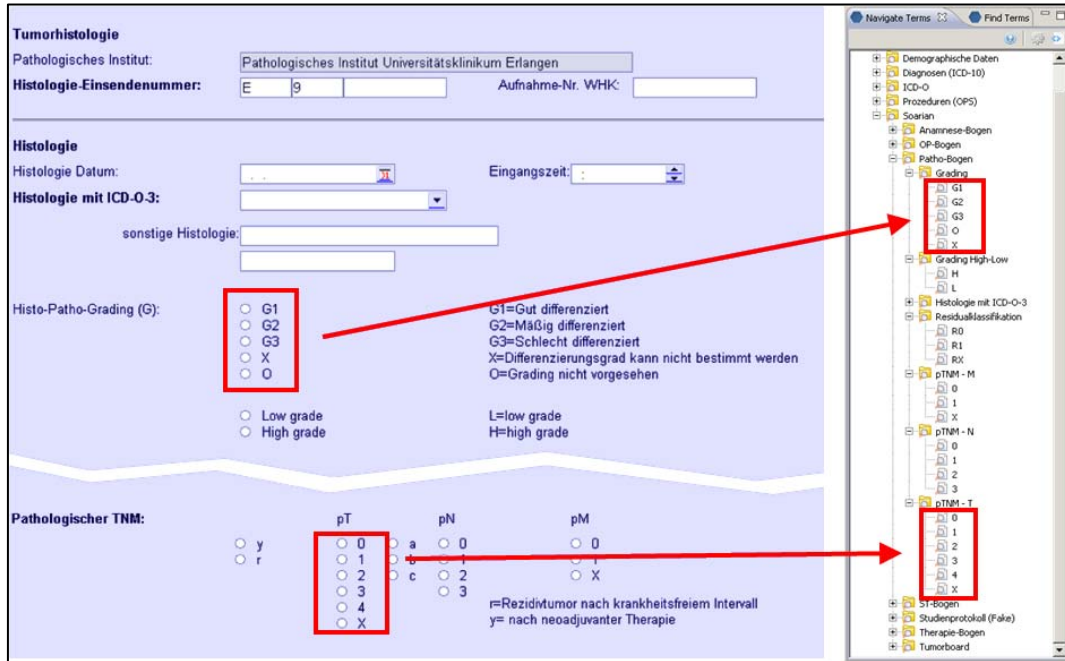 Tumorhistologie
Pathologisches Institut:
Pathologisches Institut Universitätsklinikum Erlangen
Histologie-Einsendenummer:
E 9
Aufnahme-Nr. WHK:
Histologie
Histologie Datum:
. .
Eingangszeit: :
Histologie mit ICD-O-3:
sonstige Histologie:
Histo-Patho-Grading (G):
G1 G1=Gut differenziert
G2 G2=Mäßig differenziert
G3 G3=Schlecht differenziert
X X=Differenzierungsgrad kann nicht bestimmt werden
O O=Grading nicht vorgesehen
Low grade L=low grade
High grade H=high grade
Pathologischer TNM: pT pN pM
y 0 a 0 0
r 1 b 1 1
2 c 2 X
3 3
4 r=Rezidivtumor nach krankheitsfreiem Intervall
X y= nach neoadjuvanter Therapie
Navigate Terms Find Terms
Demographische Daten
Diagnosen (ICD-10)
ICD-O
Prozeduren (OPS)
Soarian
Anamnese-Bogen
OP-Bogen
Patho-Bogen
Grading
G1
G2
G3
O
X
Grading High-Low
H
L
Histologie mit ICD-O-3
Residualklassifikation
R0
R1
RX
pTNM - M
0
1
X
pTNM - N
0
1
2
3
pTNM - T
0
1
2
3
4
X
ST-Bogen
Studienprotokoll (Fake)
Therapie-Bogen
Tumorboard